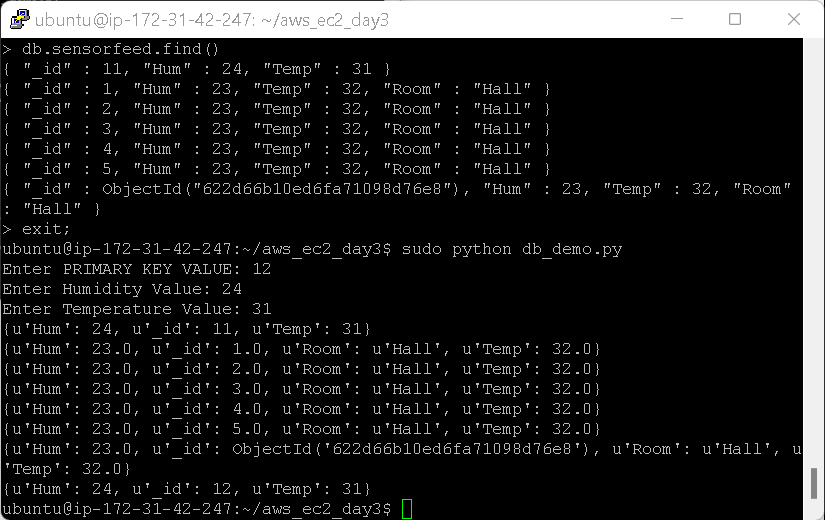 ubuntu@ip-172-31-42-247: ~/aws_ec2_day3
> db.sensorfeed.find()
{ "_id" : 11, "Hum" : 24, "Temp" : 31 }
{ "_id" : 1, "Hum" : 23, "Temp" : 32, "Room" : "Hall" }
{ "_id" : 2, "Hum" : 23, "Temp" : 32, "Room" : "Hall" }
{ "_id" : 3, "Hum" : 23, "Temp" : 32, "Room" : "Hall" }
{ "_id" : 4, "Hum" : 23, "Temp" : 32, "Room" : "Hall" }
{ "_id" : 5, "Hum" : 23, "Temp" : 32, "Room" : "Hall" }
{ "_id" : ObjectId("622d66b10ed6fa71098d76e8"), "Hum" : 23, "Temp" : 32, "Room"
: "Hall" }
> exit;
ubuntu@ip-172-31-42-247:~/aws_ec2_day3$ sudo python db_demo.py
Enter PRIMARY KEY VALUE: 12
Enter Humidity Value: 24
Enter Temperature Value: 31
{u'Hum': 24, u'_id': 11, u'Temp': 31}
{u'Hum': 23.0, u'_id': 1.0, u'Room': u'Hall', u'Temp': 32.0}
{u'Hum': 23.0, u'_id': 2.0, u'Room': u'Hall', u'Temp': 32.0}
{u'Hum': 23.0, u'_id': 3.0, u'Room': u'Hall', u'Temp': 32.0}
{u'Hum': 23.0, u'_id': 4.0, u'Room': u'Hall', u'Temp': 32.0}
{u'Hum': 23.0, u'_id': 5.0, u'Room': u'Hall', u'Temp': 32.0}
{u'Hum': 23.0, u'_id': ObjectId('622d66b10ed6fa71098d76e8'), u'Room': u'Hall', u
'Temp': 32.0}
{u'Hum': 24, u'_id': 12, u'Temp': 31}
ubuntu@ip-172-31-42-247:~/aws_ec2_day3$